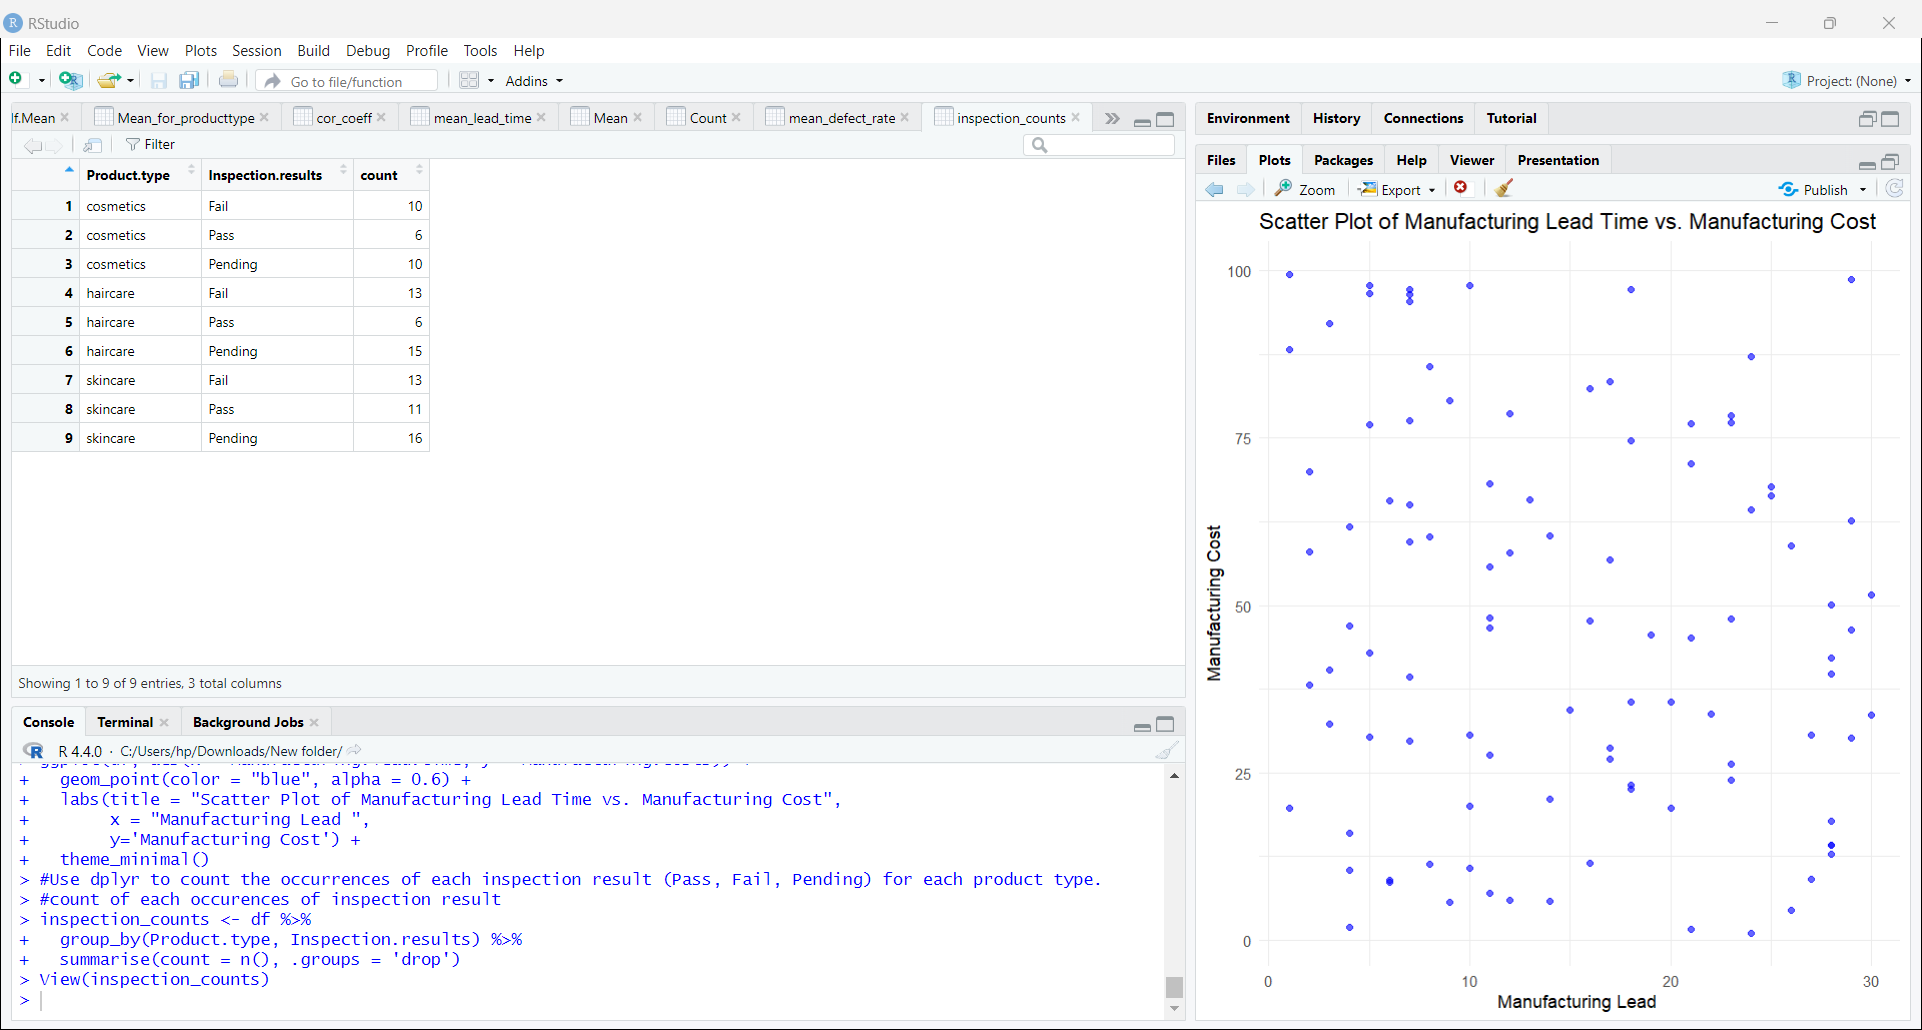 RStudio
File Edit Code View Plots Session Build Debug Profile Tools Help
Go to file/function Addins Project: (None)
lf.Mean Mean_for_producttype cor_coeff mean_lead_time Mean Count mean_defect_rate inspection_counts
Filter
Product.type Inspection.results count
1 cosmetics Fail 10
2 cosmetics Pass 6
3 cosmetics Pending 10
4 haircare Fail 13
5 haircare Pass 6
6 haircare Pending 15
7 skincare Fail 13
8 skincare Pass 11
9 skincare Pending 16
Showing 1 to 9 of 9 entries, 3 total columns
Console Terminal Background Jobs
R 4.4.0 · C:/Users/hp/Downloads/New folder/
+ geom_point(color = "blue", alpha = 0.6) +
+ labs(title = "Scatter Plot of Manufacturing Lead Time vs. Manufacturing Cost",
+ x = "Manufacturing Lead ",
+ y='Manufacturing Cost') +
+ theme_minimal()
> #Use dplyr to count the occurrences of each inspection result (Pass, Fail, Pending) for each product type.
> #count of each occurences of inspection result
> inspection_counts <- df %>%
+ group_by(Product.type, Inspection.results) %>%
+ summarise(count = n(), .groups = 'drop')
> View(inspection_counts)
>
Environment History Connections Tutorial
Files Plots Packages Help Viewer Presentation
Zoom Export Publish
Scatter Plot of Manufacturing Lead Time vs. Manufacturing Cost
Manufacturing Cost
100
75
50
25
0
0 10 20 30
Manufacturing Lead